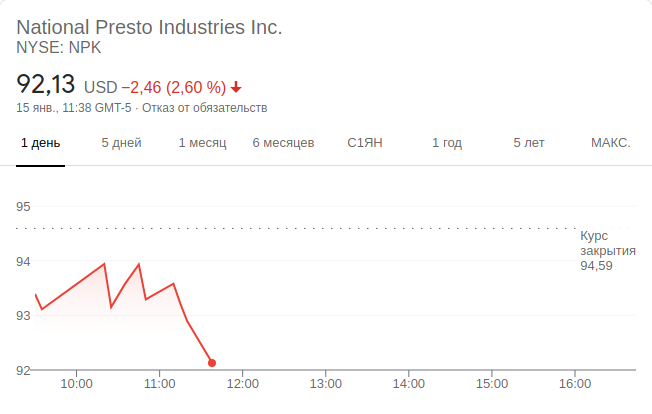 National Presto Industries Inc.
NYSE: NPK
92,13 USD −2,46 (2,60 %)
15 янв., 11:38 GMT-5 · Отказ от обязательств
1 день 5 дней 1 месяц 6 месяцев С1ЯН 1 год 5 лет МАКС.
95
Курс
закрытия
94,59
94
93
92
10:00 11:00 12:00 13:00 14:00 15:00 16:00